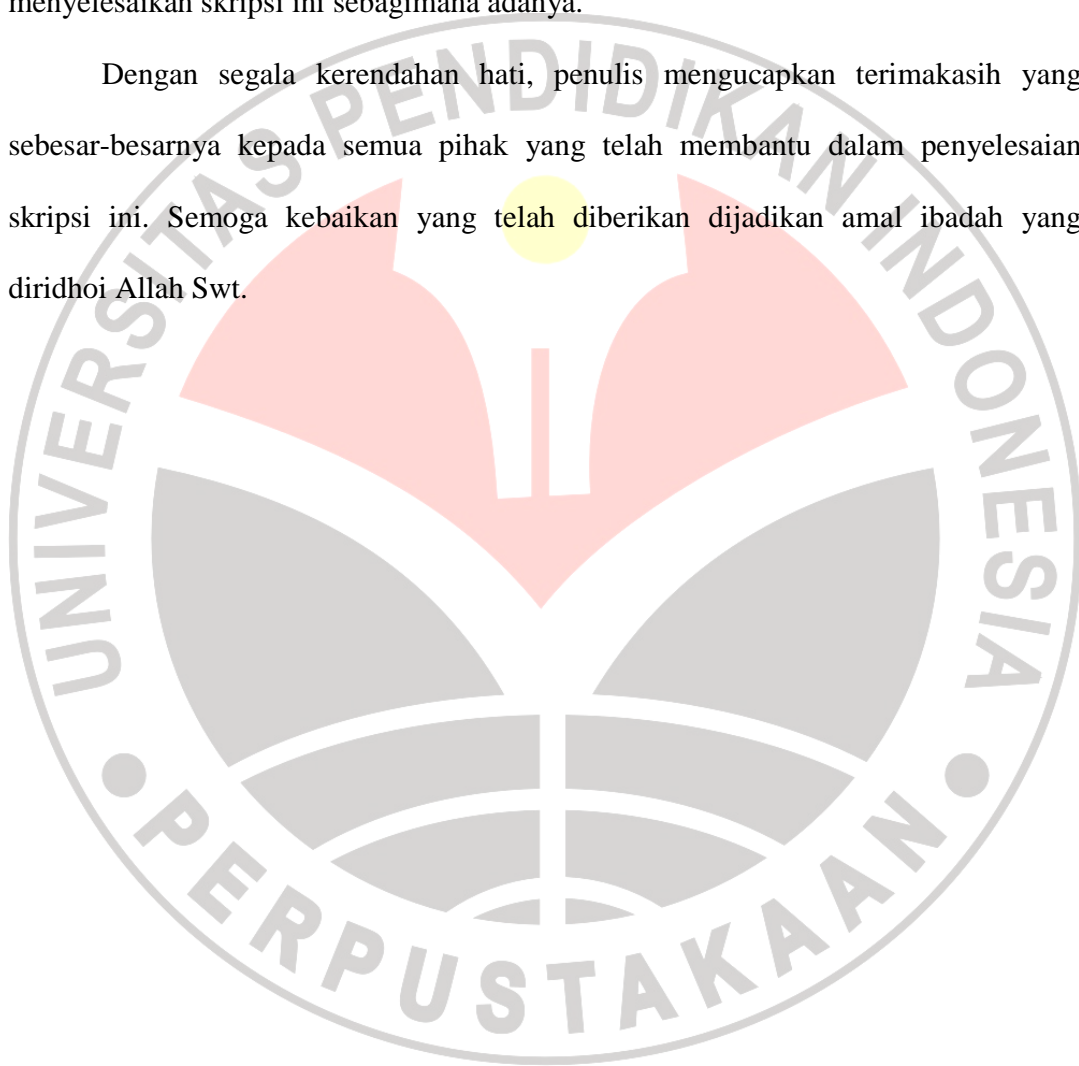 menyelesaikan skripsi ini sebagimana adanya.
Dengan segala kerendahan hati, penulis mengucapkan terimakasih yang
sebesar-besarnya kepada semua pihak yang telah membantu dalam penyelesaian
skripsi ini. Semoga kebaikan yang telah diberikan dijadikan amal ibadah yang
diridhoi Allah Swt.
UNIVERSITAS PENDIDIKAN INDONESIA
PERPUSTAKAAN